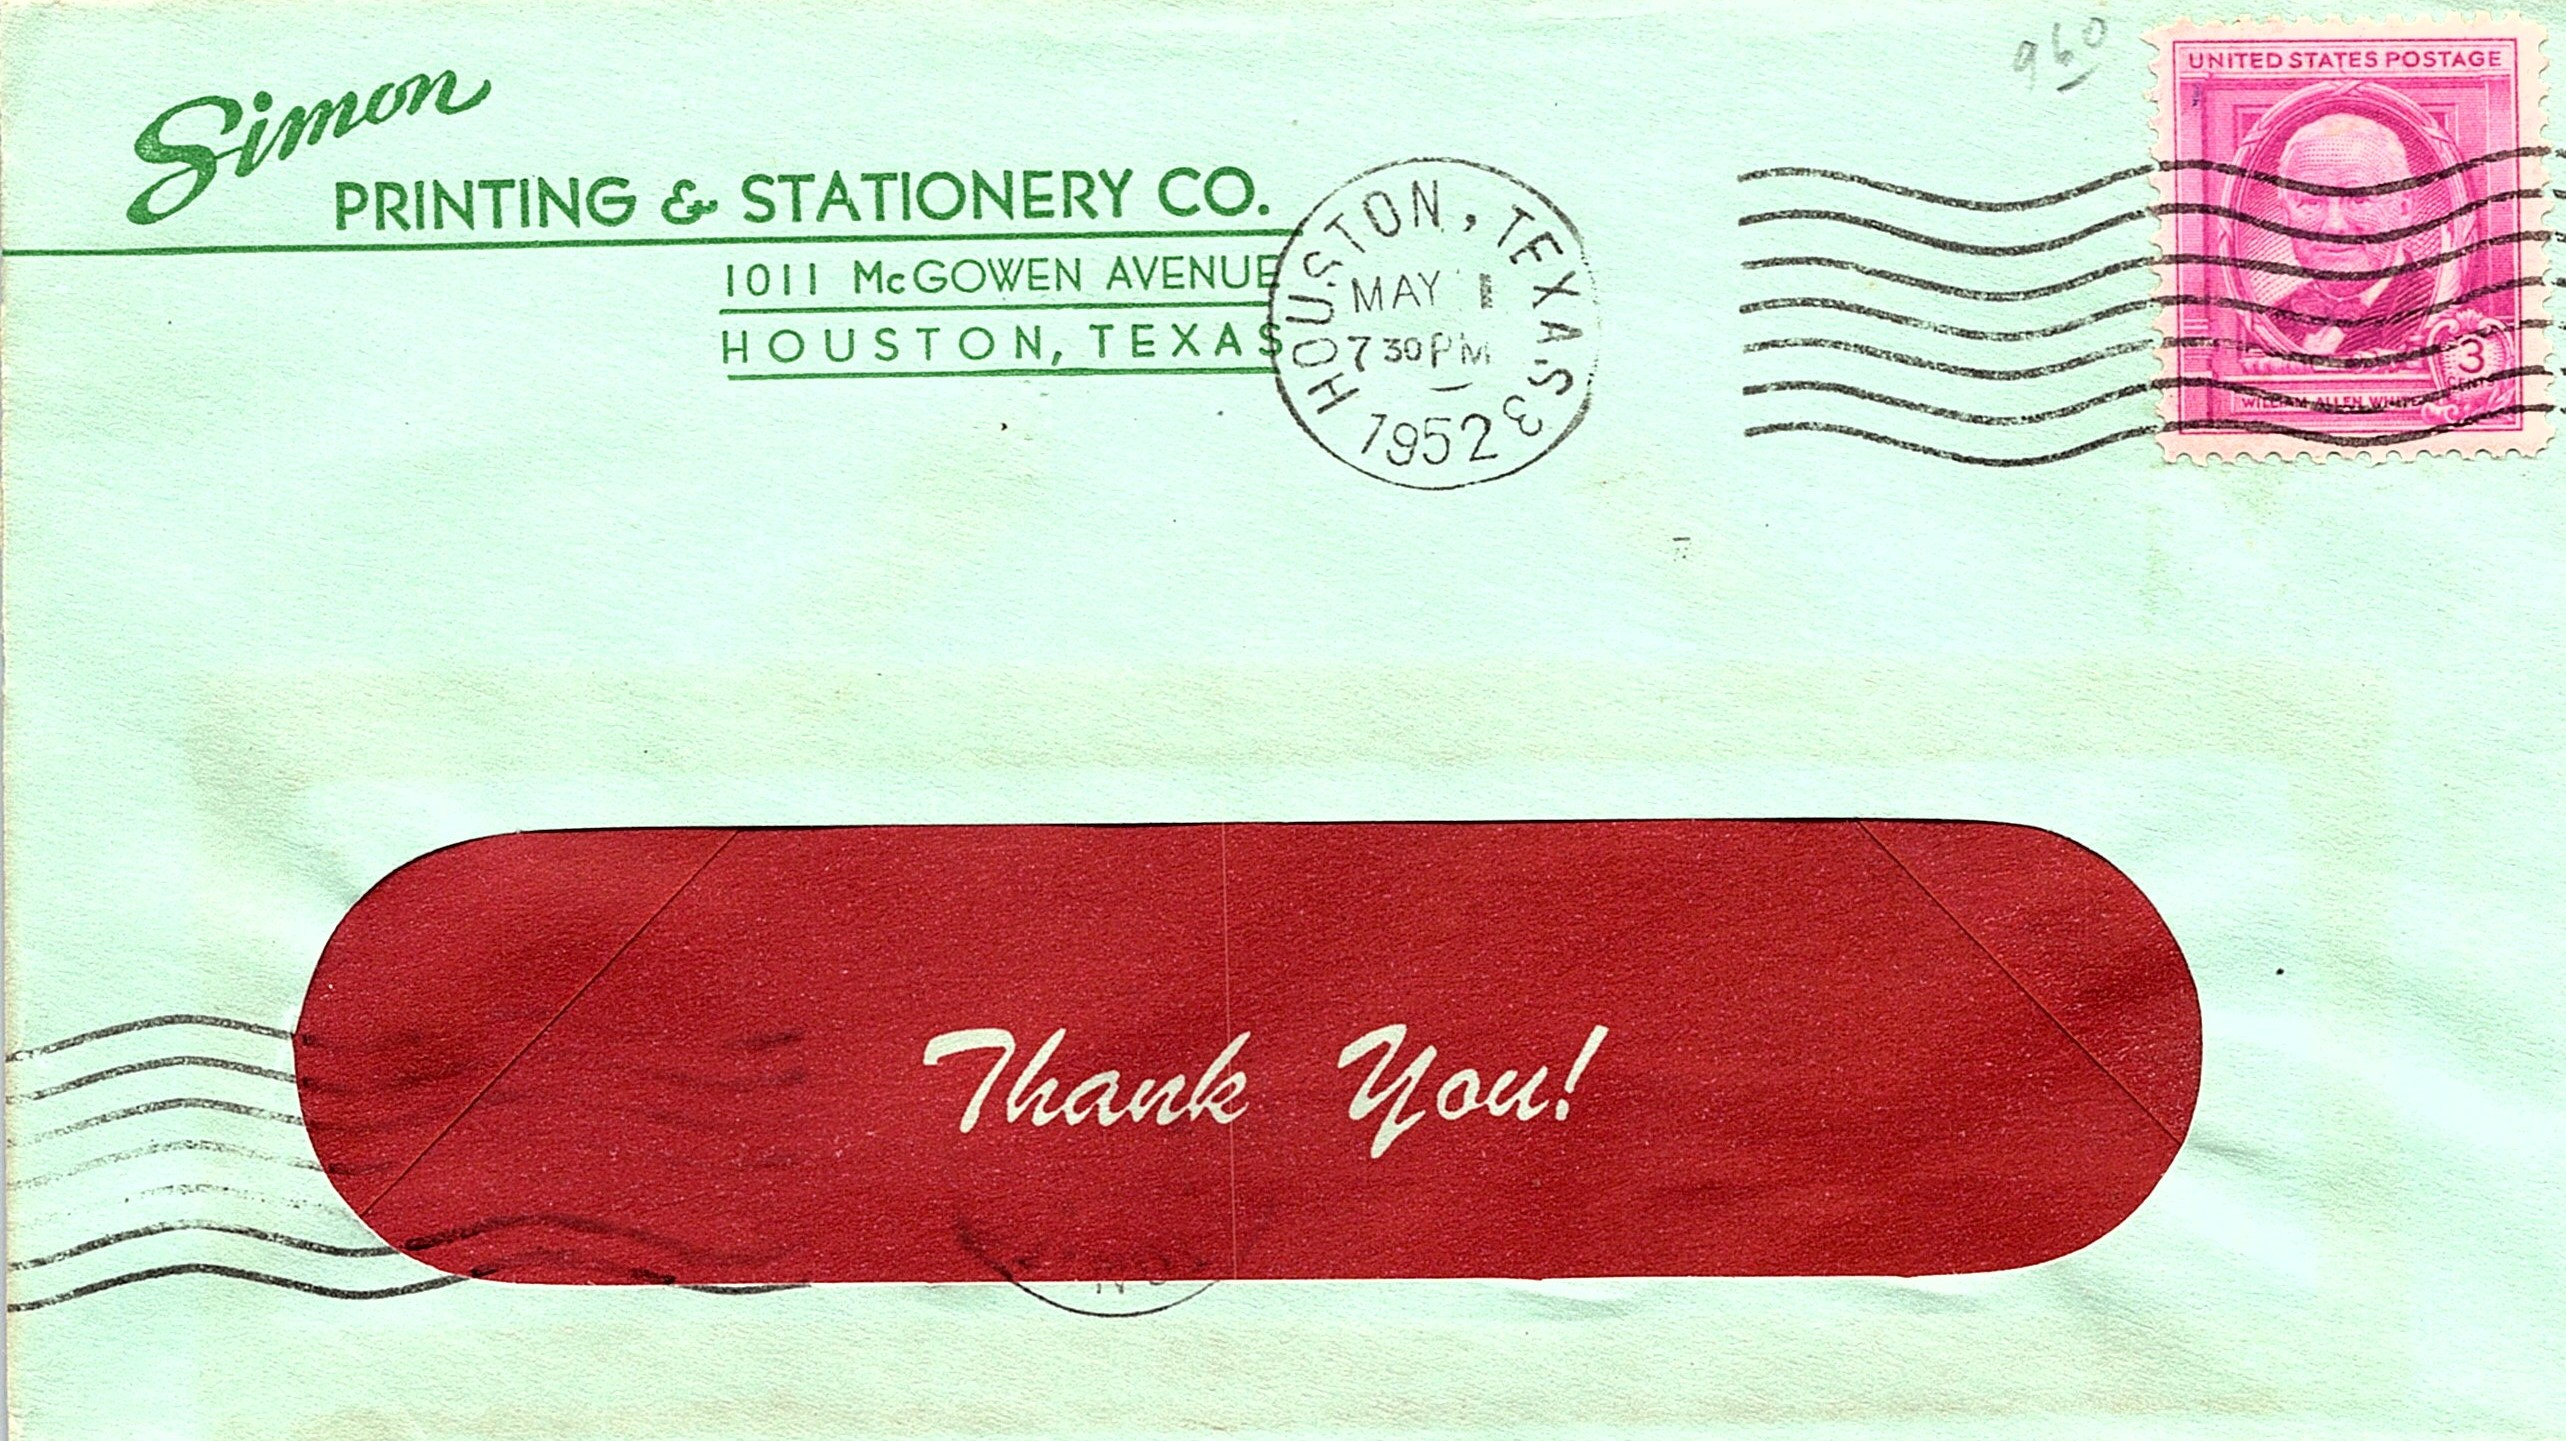 Simon
PRINTING & STATIONERY CO.
1011 McGOWEN AVENUE
HOUSTON, TEXAS
HOUSTON, TEXAS 3
MAY 1
7 30 PM
1952
960
UNITED STATES POSTAGE
3
CENTS
WILLIAM ALLEN WHITE
Thank You!